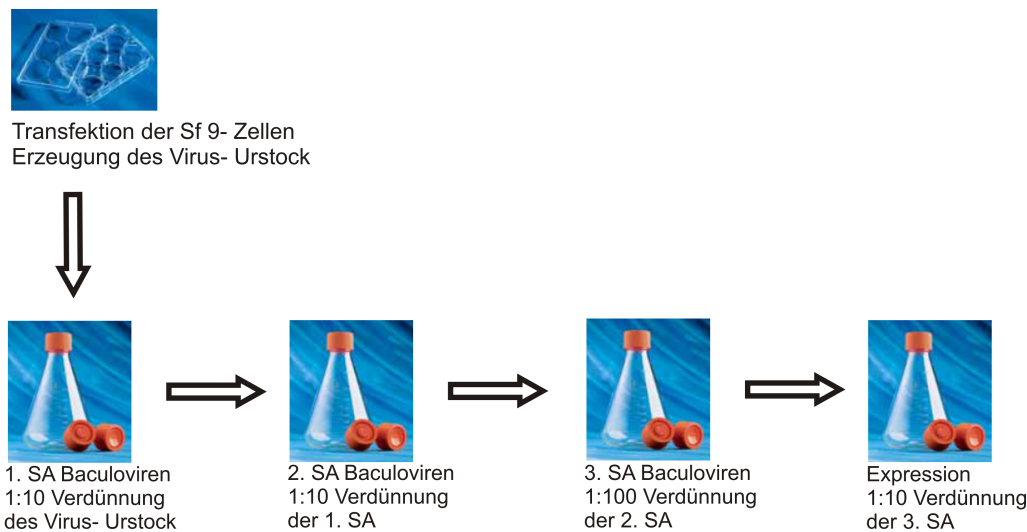 Transfektion der Sf 9- Zellen
Erzeugung des Virus- Urstock
1. SA Baculoviren
1:10 Verdünnung
des Virus- Urstock
2. SA Baculoviren
1:10 Verdünnung
der 1. SA
3. SA Baculoviren
1:100 Verdünnung
der 2. SA
Expression
1:10 Verdünnung
der 3. SA